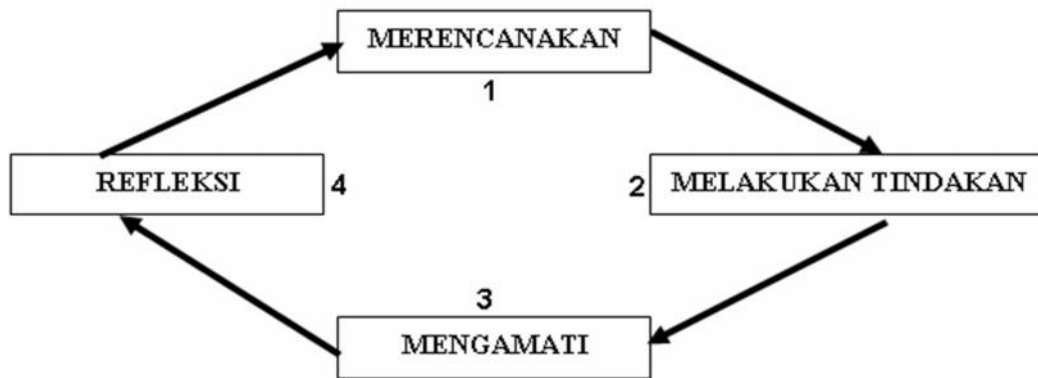 MERENCANAKAN
1
REFLEKSI
4
2
MELAKUKAN TINDAKAN
3
MENGAMATI